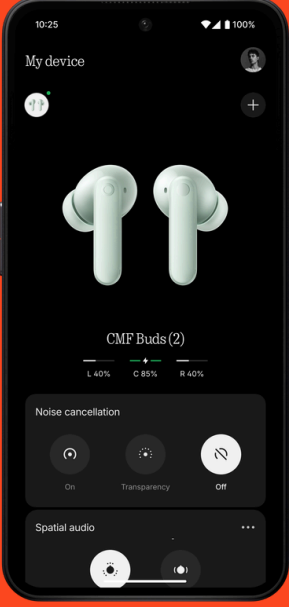 10:25
100%
My device
CMF Buds (2)
L 40% C 85% R 40%
Noise cancellation
On Transparency Off
Spatial audio